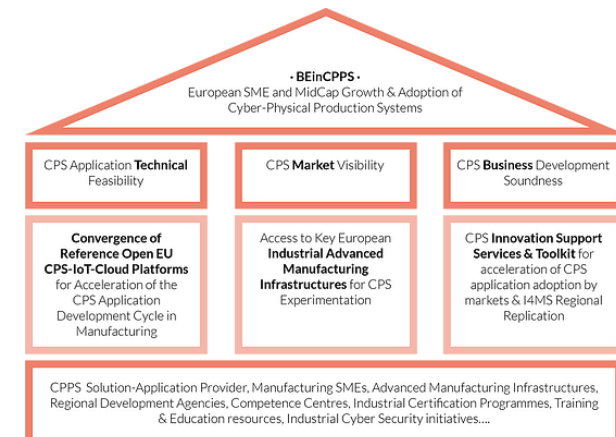 · BEinCPPS ·
European SME and MidCap Growth & Adoption of
Cyber-Physical Production Systems
CPS Application Technical
Feasibility
CPS Market Visibility
CPS Business Development
Soundness
Convergence of
Reference Open EU
CPS-IoT-Cloud Platforms
for Acceleration of the
CPS Application
Development Cycle in
Manufacturing
Access to Key European
Industrial Advanced
Manufacturing
Infrastructures for CPS
Experimentation
CPS Innovation Support
Services & Toolkit for
acceleration of CPS
application adoption by
markets & I4MS Regional
Replication
CPPS Solution-Application Provider, Manufacturing SMEs, Advanced Manufacturing Infrastructures,
Regional Development Agencies, Competence Centres, Industrial Certification Programmes, Training
& Education resources, Industrial Cyber Security initiatives....